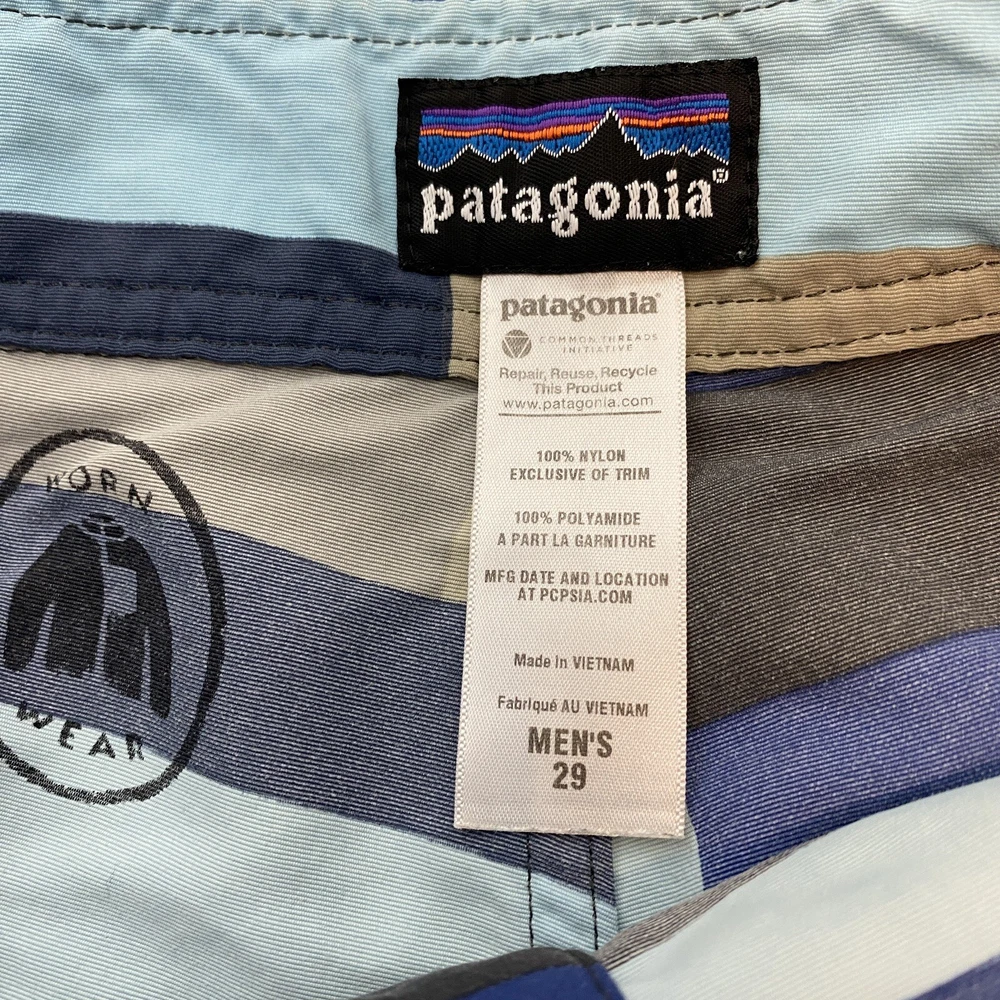 patagonia®
patagonia®
COMMON THREADS
INITIATIVE
Repair, Reuse, Recycle
This Product
www.patagonia.com
100% NYLON
EXCLUSIVE OF TRIM
100% POLYAMIDE
A PART LA GARNITURE
MFG DATE AND LOCATION
AT PCPSIA.COM
Made in VIETNAM
Fabriqué AU VIETNAM
MEN'S
29
WORN
WEAR